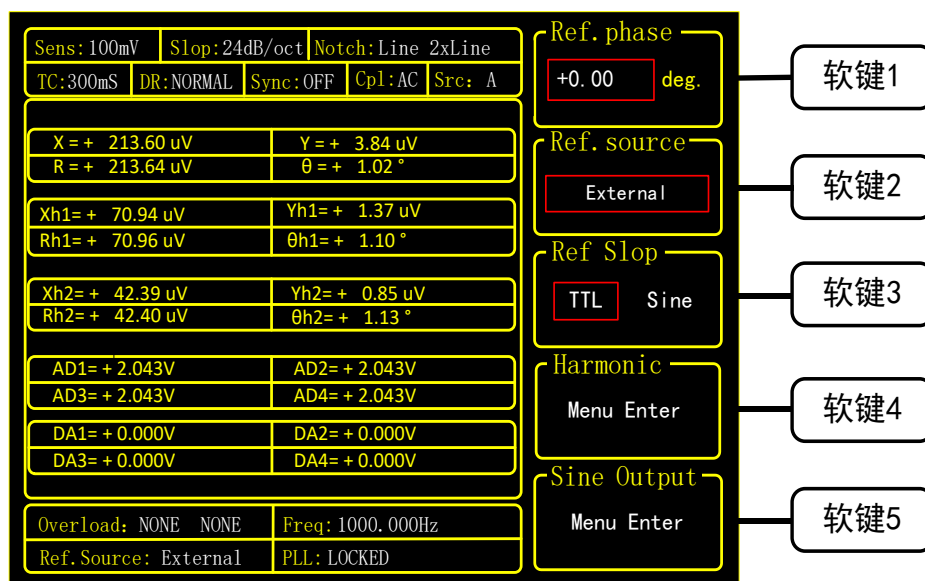 Sens:100mV Slop:24dB/oct Notch:Line 2xLine
TC:300mS DR:NORMAL Sync:OFF Cpl:AC Src: A
X = + 213.60 uV Y = + 3.84 uV
R = + 213.64 uV θ = + 1.02 °
Xh1= + 70.94 uV Yh1= + 1.37 uV
Rh1= + 70.96 uV θh1= + 1.10 °
Xh2= + 42.39 uV Yh2= + 0.85 uV
Rh2= + 42.40 uV θh2= + 1.13 °
AD1= + 2.043V AD2= + 2.043V
AD3= + 2.043V AD4= + 2.043V
DA1= + 0.000V DA2= + 0.000V
DA3= + 0.000V DA4= + 0.000V
Overload: NONE NONE Freq:1000.000Hz
Ref.Source: External PLL:LOCKED
Ref.phase
+0.00 deg.
软键1
Ref.source
External
软键2
Ref Slop
TTL Sine
软键3
Harmonic
Menu Enter
软键4
Sine Output
Menu Enter
软键5